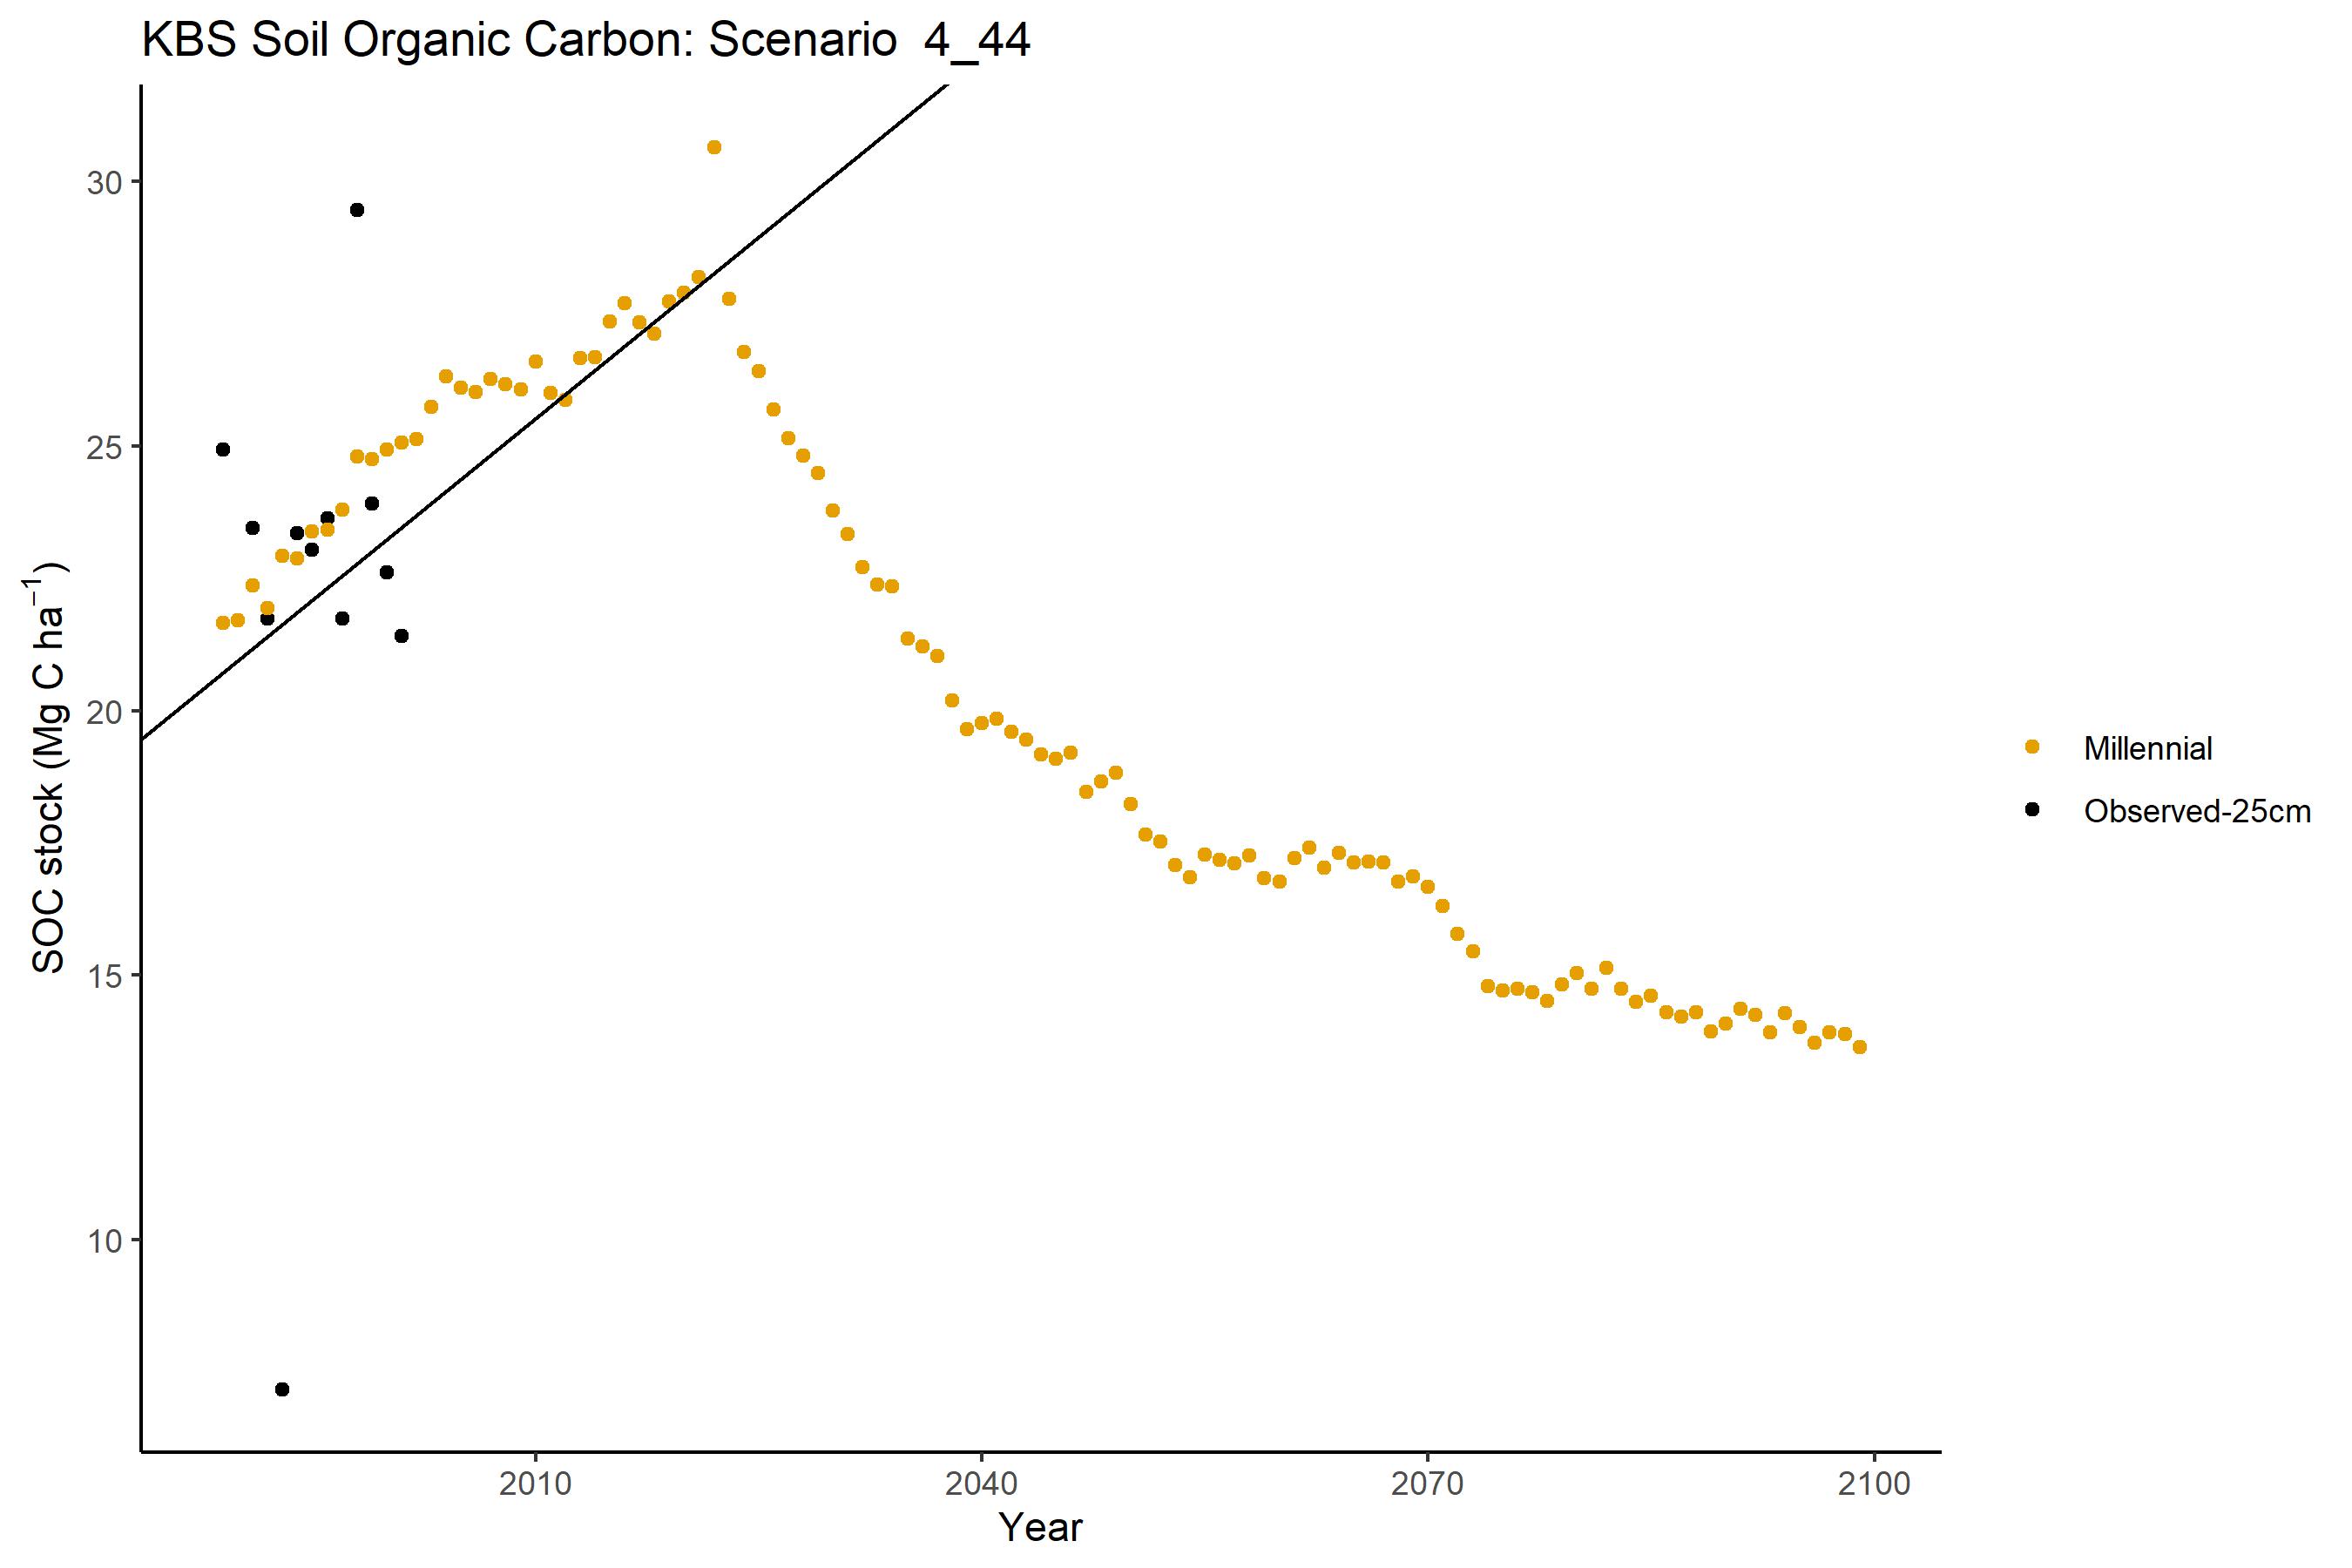 KBS Soil Organic Carbon: Scenario  4_44
SOC stock (Mg C ha⁻¹)
30
25
20
15
10
2010
2040
2070
2100
Year
Millennial
Observed-25cm